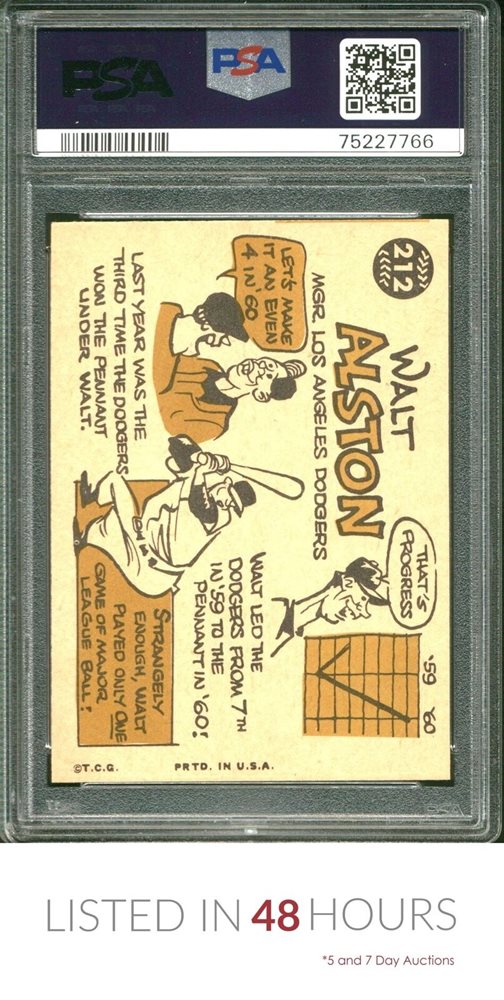 PSA
PSA
75227766
212
WALT
ALSTON
MGR. LOS ANGELES DODGERS
LET'S MAKE
IT AN EVEN
4 IN '60
LAST YEAR WAS THE
THIRD TIME THE DODGERS
WON THE PENNANT
UNDER WALT.
THAT'S
PROGRESS
'59 '60
WALT LED THE
DODGERS FROM 7TH
IN '59 TO THE
PENNANT IN '60!
STRANGELY
ENOUGH, WALT
PLAYED ONLY ONE
GAME OF MAJOR
LEAGUE BALL!
©T.C.G. PRTD. IN U.S.A.
LISTED IN 48 HOURS
*5 and 7 Day Auctions